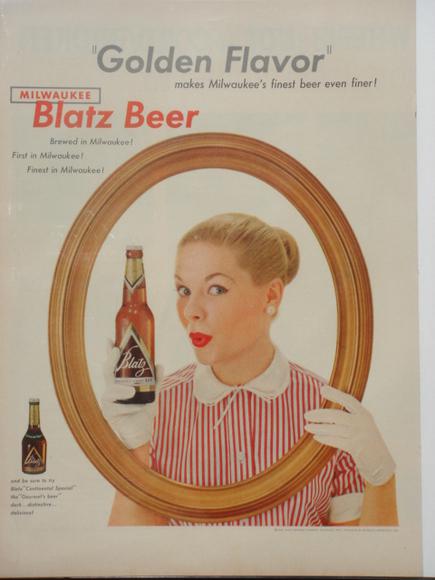 "Golden Flavor"
makes Milwaukee's finest beer even finer!
MILWAUKEE
Blatz Beer
Brewed in Milwaukee!
First in Milwaukee!
Finest in Milwaukee!
Blatz
and be sure to try
Blatz "Continental Special"
the "Gourmet's beer"
dark...distinctive...
delicious!